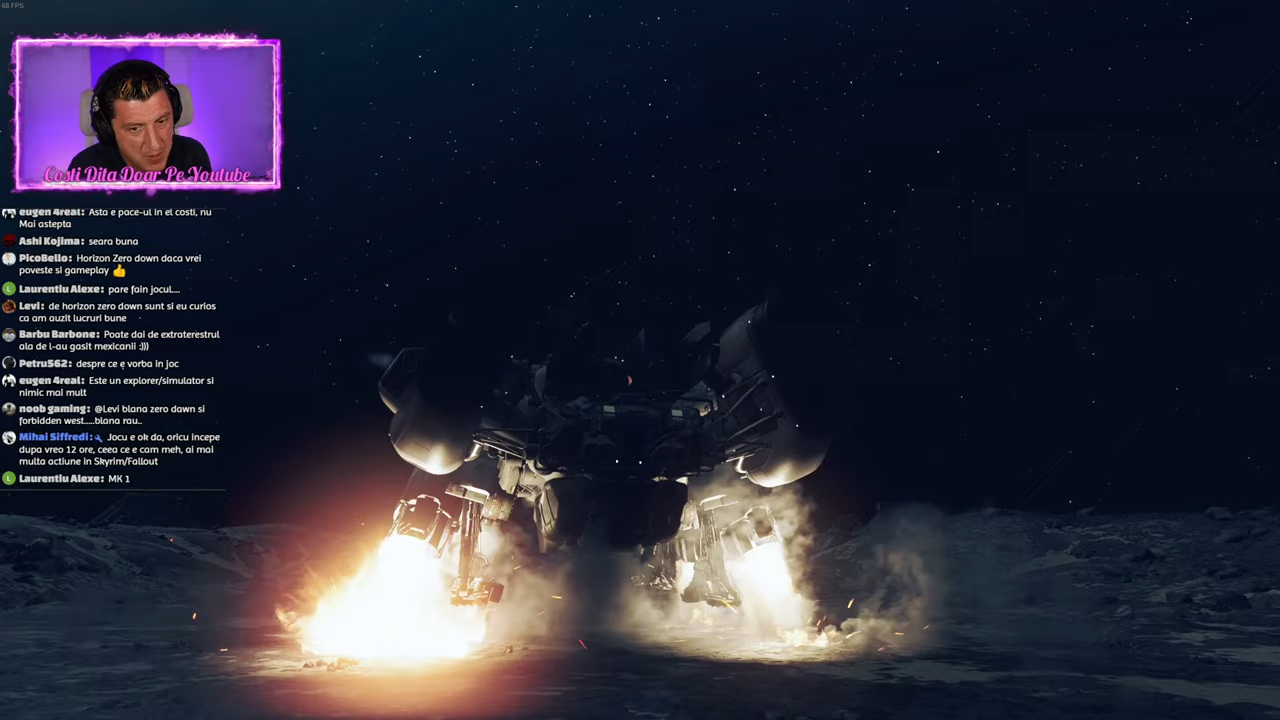 68 FPS
Costi Dita Doar Pe Youtube
eugen 4real: Asta e pace-ul in el costi, nu
Mai astepta
Ashi Kojima: seara buna
PicoBello: Horizon Zero down daca vrei
poveste si gameplay 👍
Laurentiu Alexe: pare fain jocul....
Levi: de horizon zero down sunt si eu curios
ca am auzit lucruri bune
Barbu Barbone: Poate dai de extraterestrul
ala de l-au gasit mexicanii :)))
Petru562: despre ce e vorba in joc
eugen 4real: Este un explorer/simulator si
nimic mai mult
noob gaming: @Levi blana zero dawn si
forbidden west.....blana rau..
Mihai Siffredi: Jocu e ok da, oricu incepe
dupa vreo 12 ore, ceea ce e cam meh, ai mai
multa actiune in Skyrim/Fallout
L Laurentiu Alexe: MK 1